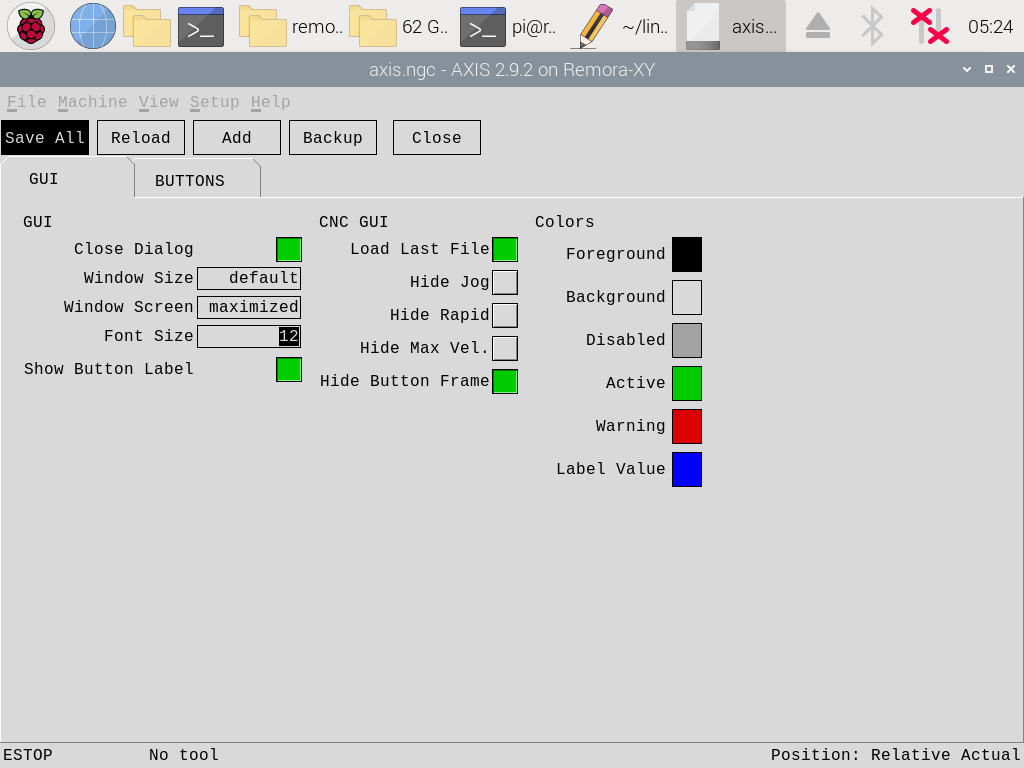 >_ remo.. 62 G.. >_ pi@r.. ~/lin.. axis... 05:24
axis.ngc - AXIS 2.9.2 on Remora-XY
File Machine View Setup Help
Save All Reload Add Backup Close
GUI BUTTONS
GUI CNC GUI Colors
Close Dialog Load Last File Foreground
Window Size default Hide Jog Background
Window Screen maximized Hide Rapid Disabled
Font Size 12 Hide Max Vel. Active
Show Button Label Hide Button Frame Warning
Label Value
ESTOP No tool Position: Relative Actual